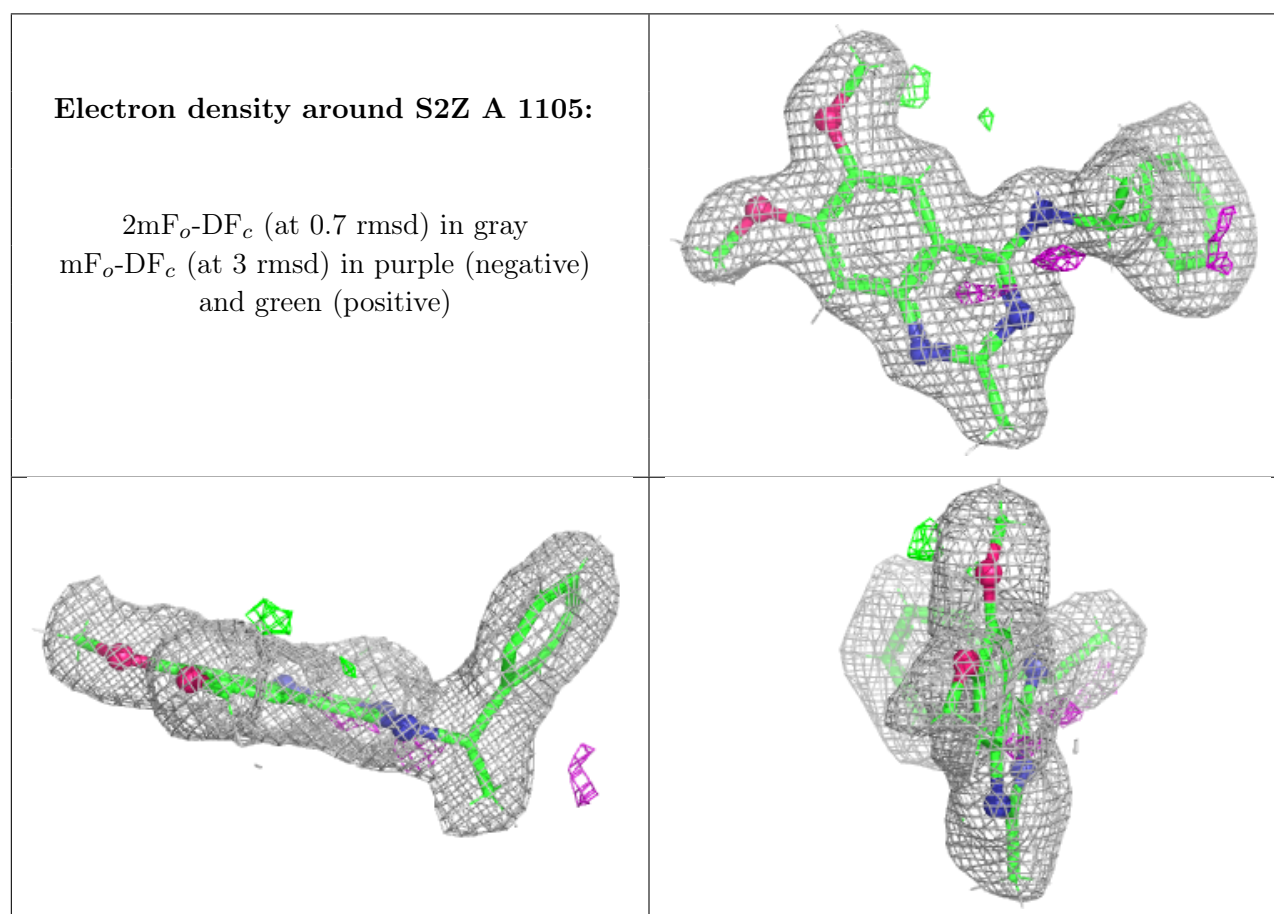 Electron density around S2Z A 1105:
2mFo-DFc (at 0.7 rmsd) in gray
mFo-DFc (at 3 rmsd) in purple (negative)
and green (positive)